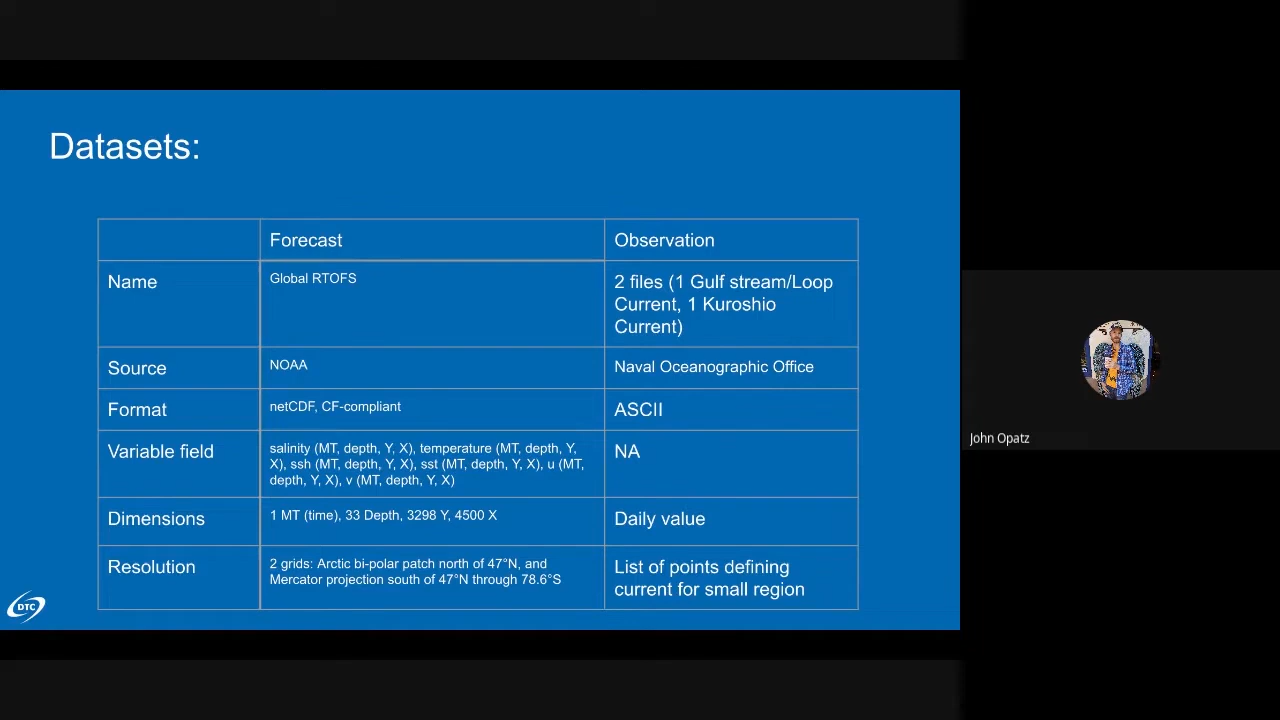 Datasets:
Forecast
Observation
Name
Global RTOFS
2 files (1 Gulf stream/Loop
Current, 1 Kuroshio
Current)
Source
NOAA
Naval Oceanographic Office
Format
netCDF, CF-compliant
ASCII
Variable field
salinity (MT, depth, Y, X), temperature (MT, depth, Y,
X), ssh (MT, depth, Y, X), sst (MT, depth, Y, X), u (MT,
depth, Y, X), v (MT, depth, Y, X)
NA
Dimensions
1 MT (time), 33 Depth, 3298 Y, 4500 X
Daily value
Resolution
2 grids: Arctic bi-polar patch north of 47°N, and
Mercator projection south of 47°N through 78.6°S
List of points defining
current for small region
DTC
John Opatz